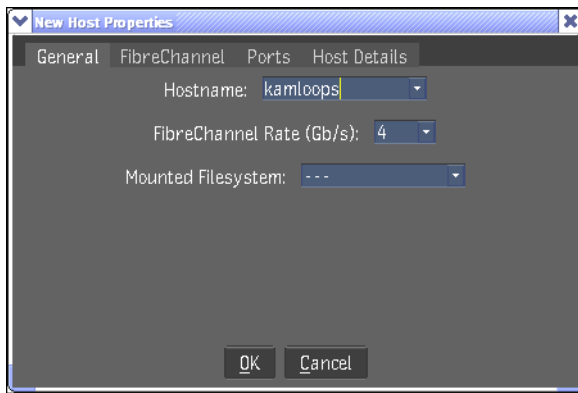 New Host Properties
General FibreChannel Ports Host Details
Hostname: kamloops
FibreChannel Rate (Gb/s): 4
Mounted Filesystem: ---
OK Cancel